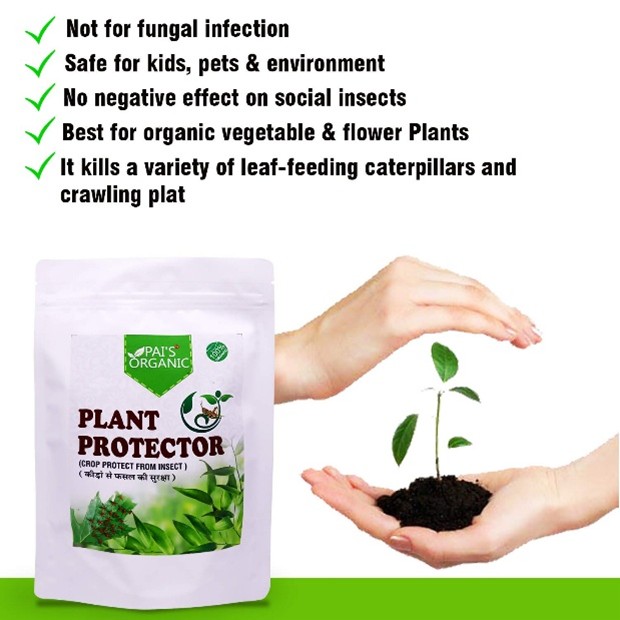 Not for fungal infection
Safe for kids, pets & environment
No negative effect on social insects
Best for organic vegetable & flower Plants
It kills a variety of leaf-feeding caterpillars and
crawling plat
PAI'S
ORGANIC
100%
PLANT
PROTECTOR
(CROP PROTECT FROM INSECT)
( कीड़ों से फसल की सुरक्षा )